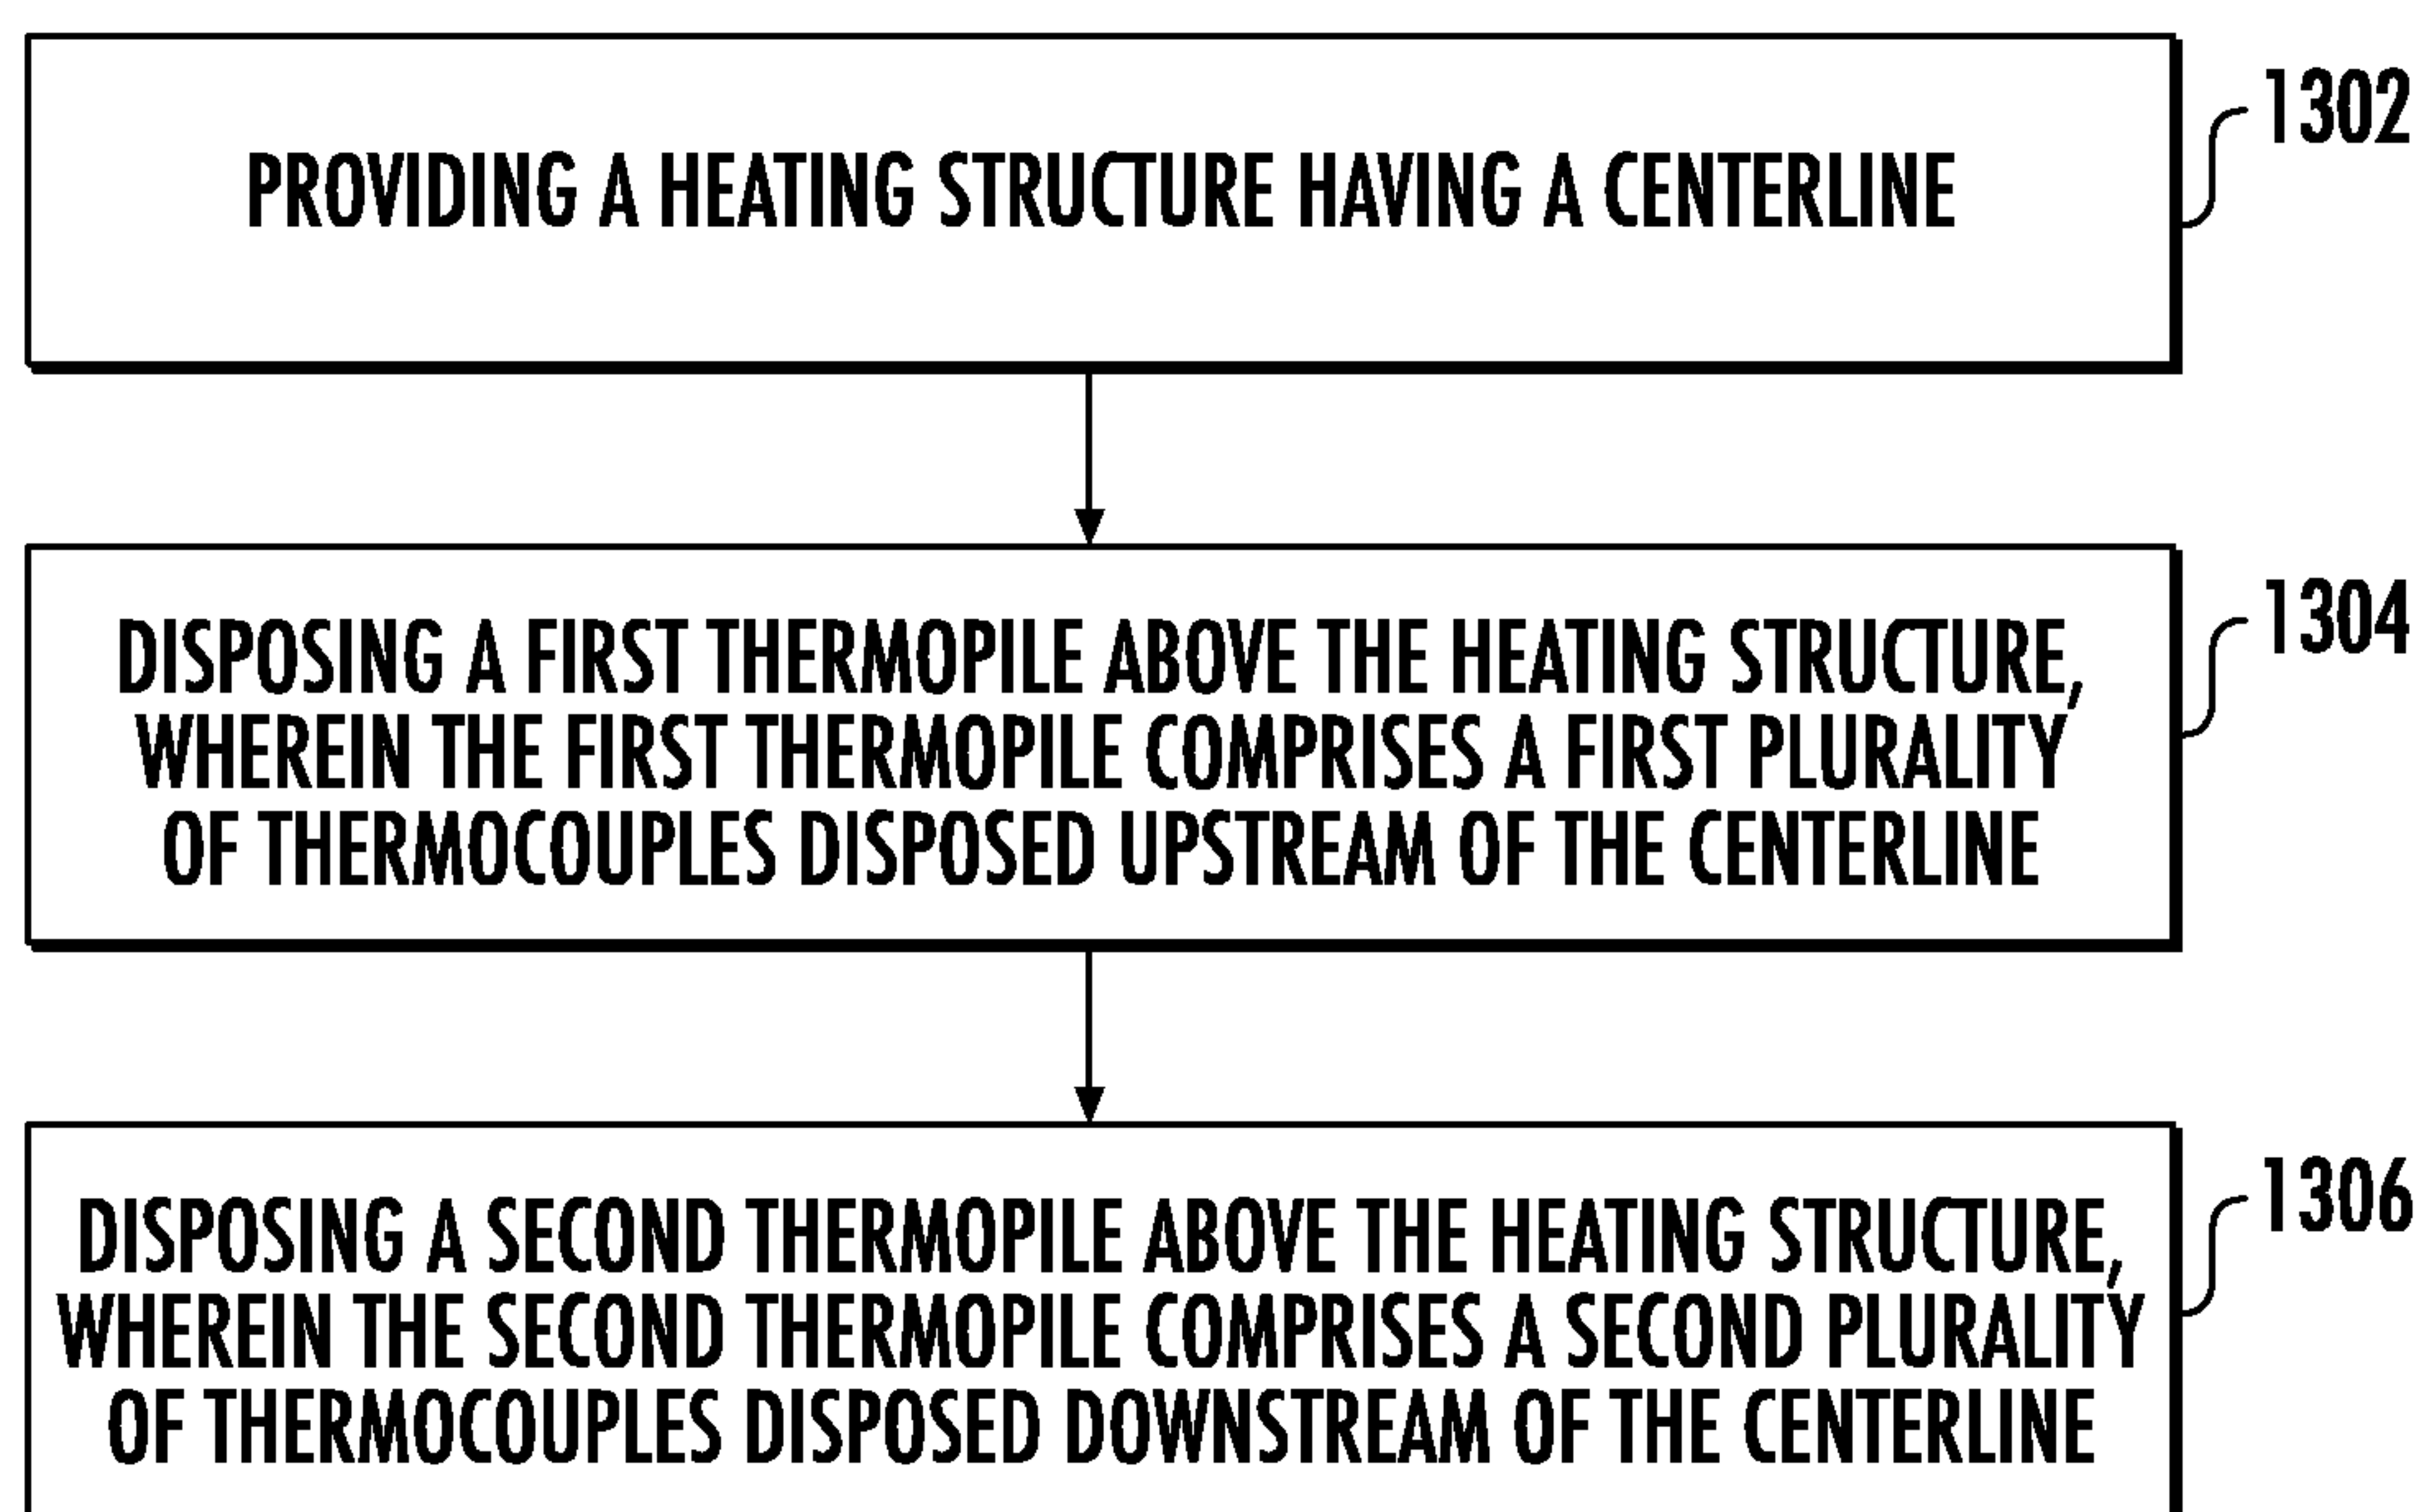 PROVIDING A HEATING STRUCTURE HAVING A CENTERLINE
1302
DISPOSING A FIRST THERMOPILE ABOVE THE HEATING STRUCTURE,
WHEREIN THE FIRST THERMOPILE COMPRISES A FIRST PLURALITY
OF THERMOCOUPLES DISPOSED UPSTREAM OF THE CENTERLINE
1304
DISPOSING A SECOND THERMOPILE ABOVE THE HEATING STRUCTURE,
WHEREIN THE SECOND THERMOPILE COMPRISES A SECOND PLURALITY
OF THERMOCOUPLES DISPOSED DOWNSTREAM OF THE CENTERLINE
1306